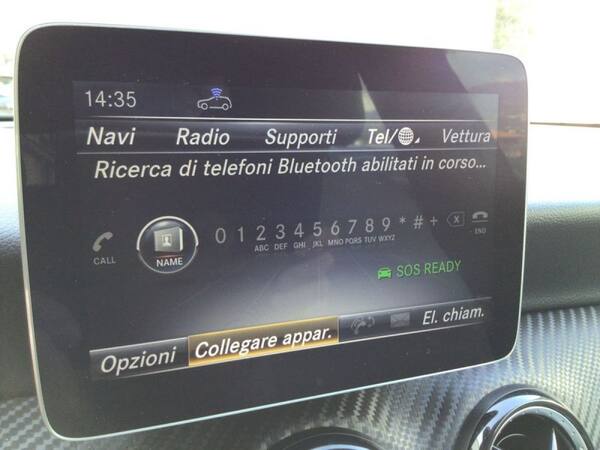 14:35
Navi Radio Supporti Tel/ Vettura
Ricerca di telefoni Bluetooth abilitati in corso...
0 1 2 3 4 5 6 7 8 9 * # +
ABC DEF GHI JKL MNO PQRS TUV WXYZ
CALL NAME END
SOS READY
Opzioni Collegare appar. El. chiam.